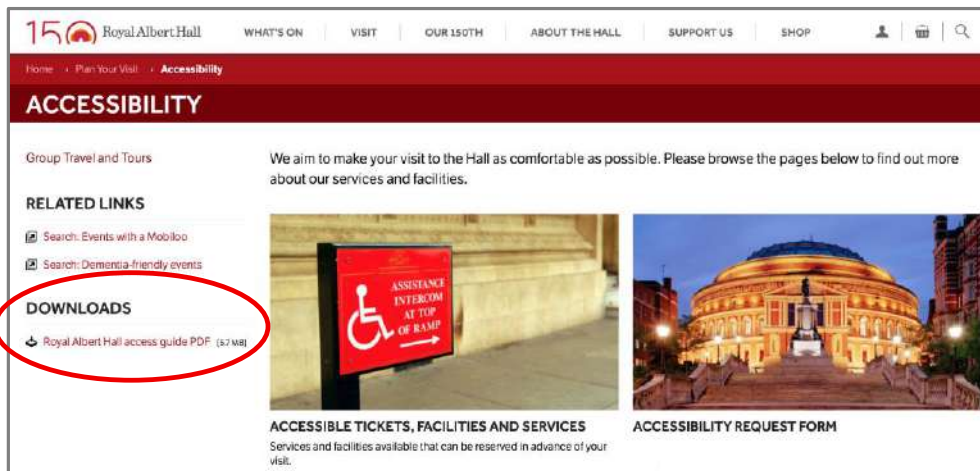 150 Royal Albert Hall
WHAT'S ON
VISIT
OUR 150TH
ABOUT THE HALL
SUPPORT US
SHOP
Home › Plan Your Visit › Accessibility
ACCESSIBILITY
Group Travel and Tours
RELATED LINKS
Search: Events with a Mobiloo
Search: Dementia-friendly events
DOWNLOADS
Royal Albert Hall access guide PDF (5.7 MB)
We aim to make your visit to the Hall as comfortable as possible. Please browse the pages below to find out more
about our services and facilities.
ASSISTANCE
INTERCOM
AT TOP
OF RAMP
ACCESSIBLE TICKETS, FACILITIES AND SERVICES
Services and facilities available that can be reserved in advance of your
visit.
ACCESSIBILITY REQUEST FORM